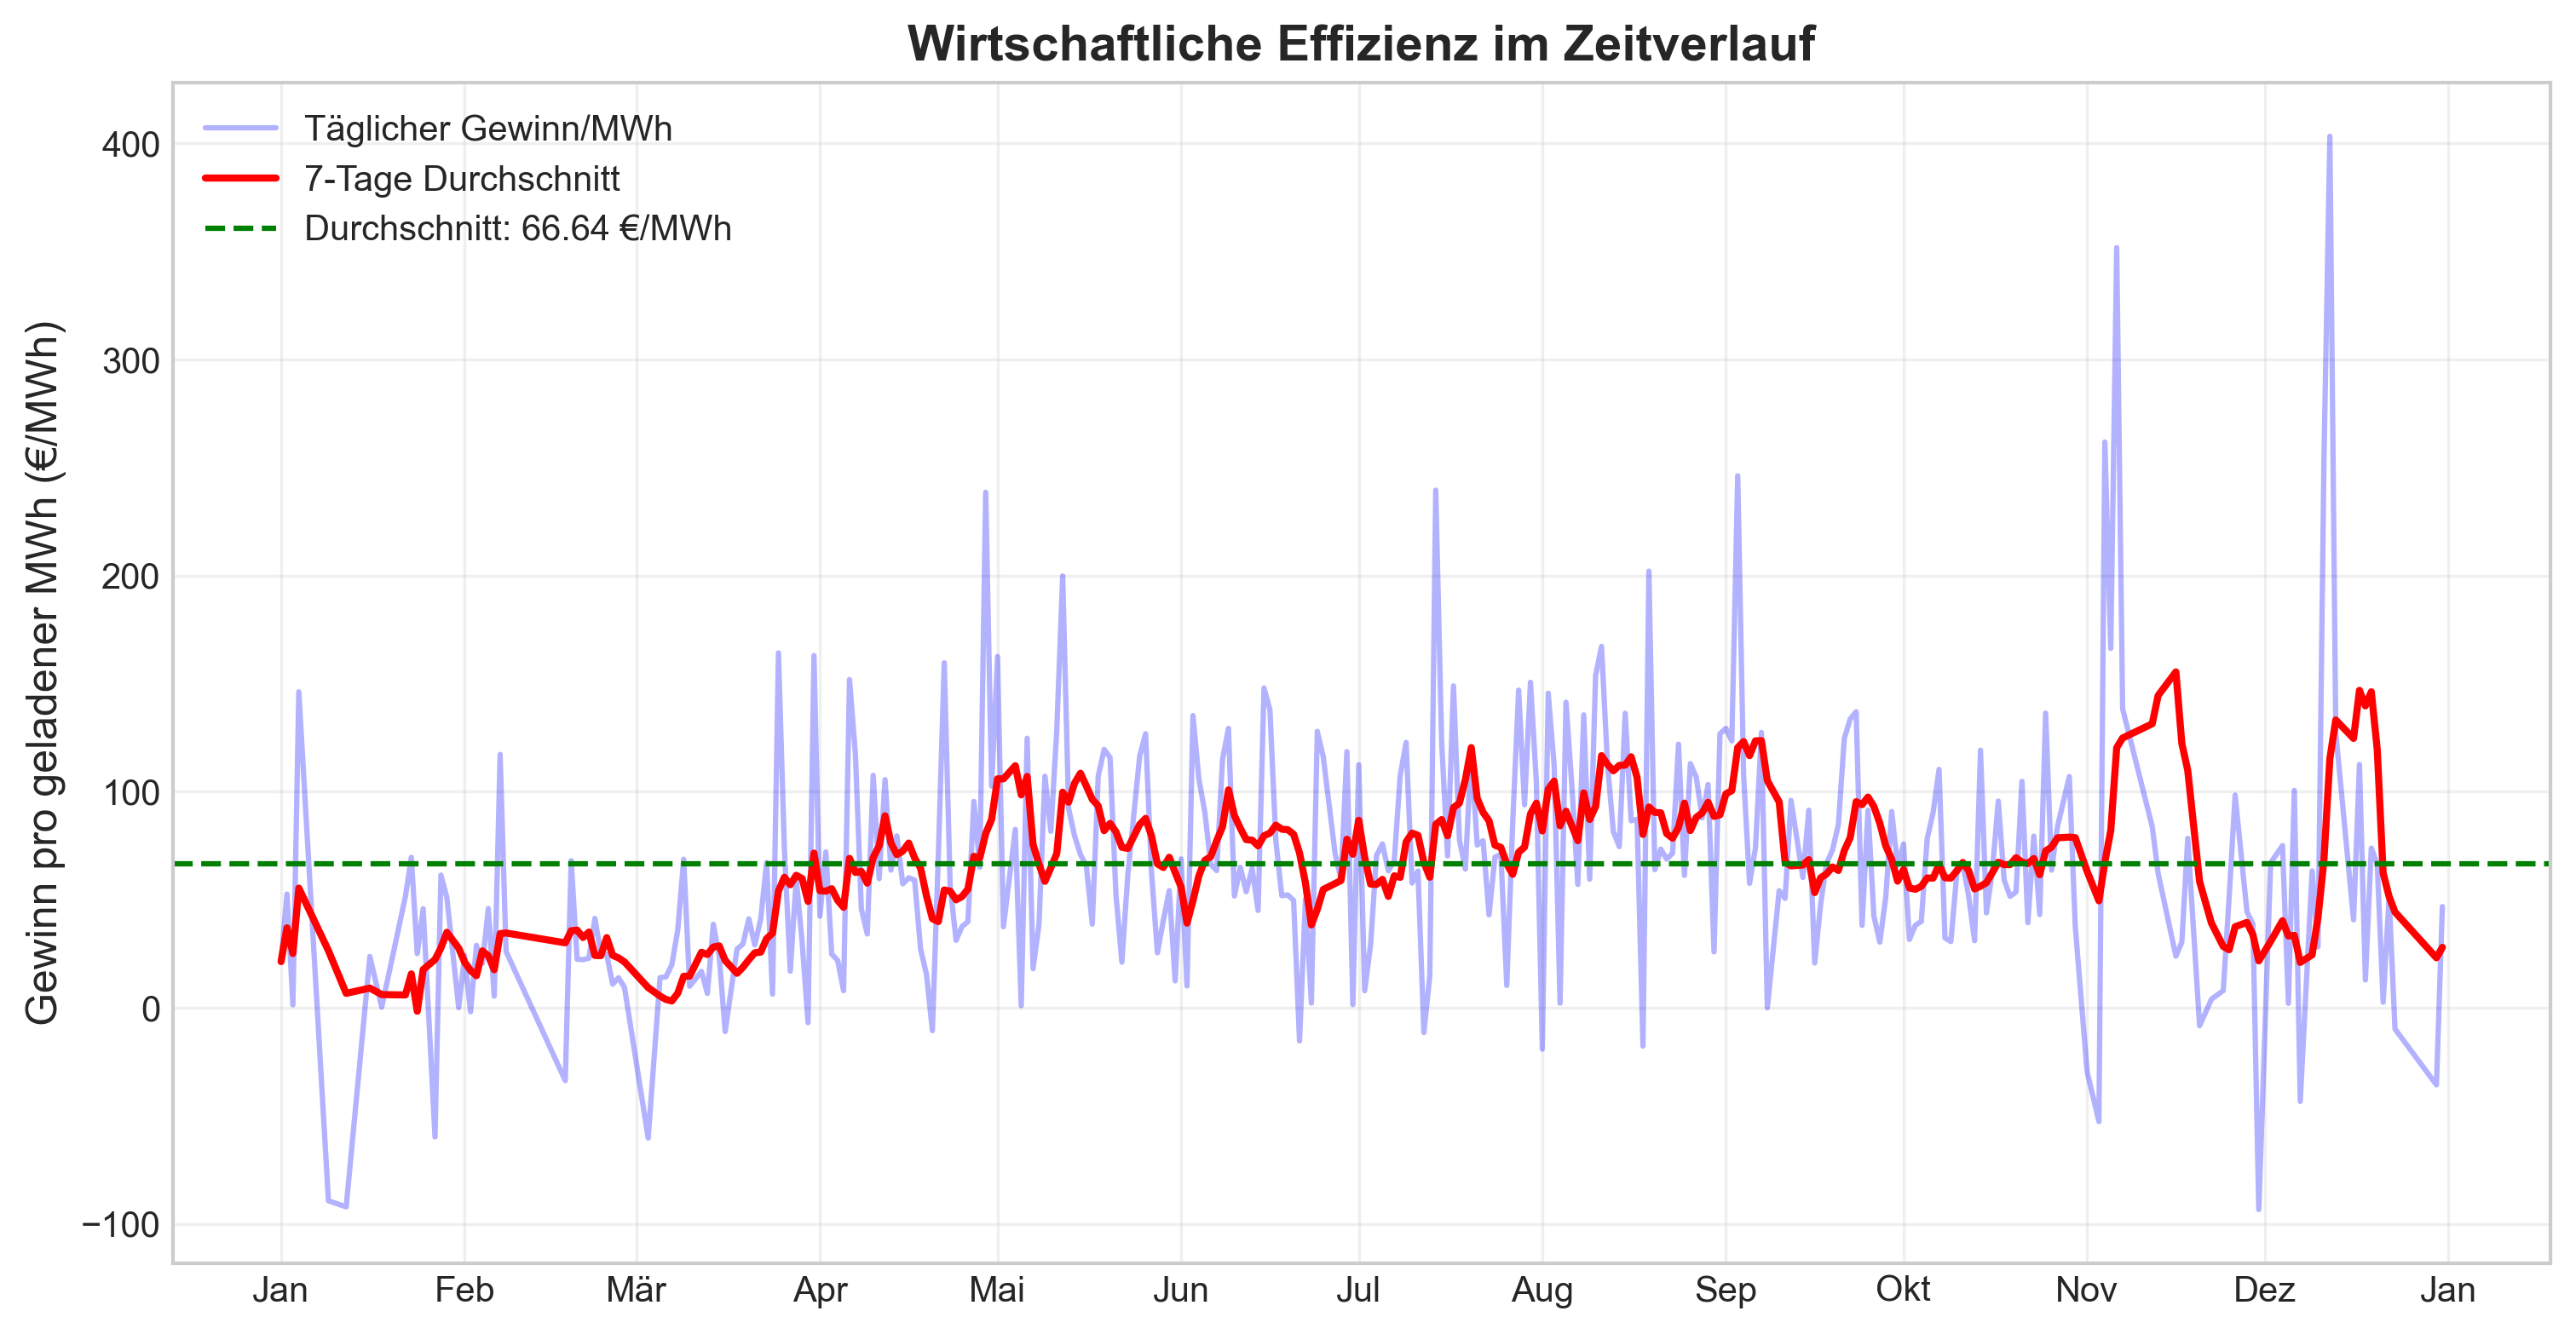 Wirtschaftliche Effizienz im Zeitverlauf
Täglicher Gewinn/MWh
7-Tage Durchschnitt
Durchschnitt: 66.64 €/MWh
Gewinn pro geladener MWh (€/MWh)
400
300
200
100
0
−100
Jan Feb Mär Apr Mai Jun Jul Aug Sep Okt Nov Dez Jan